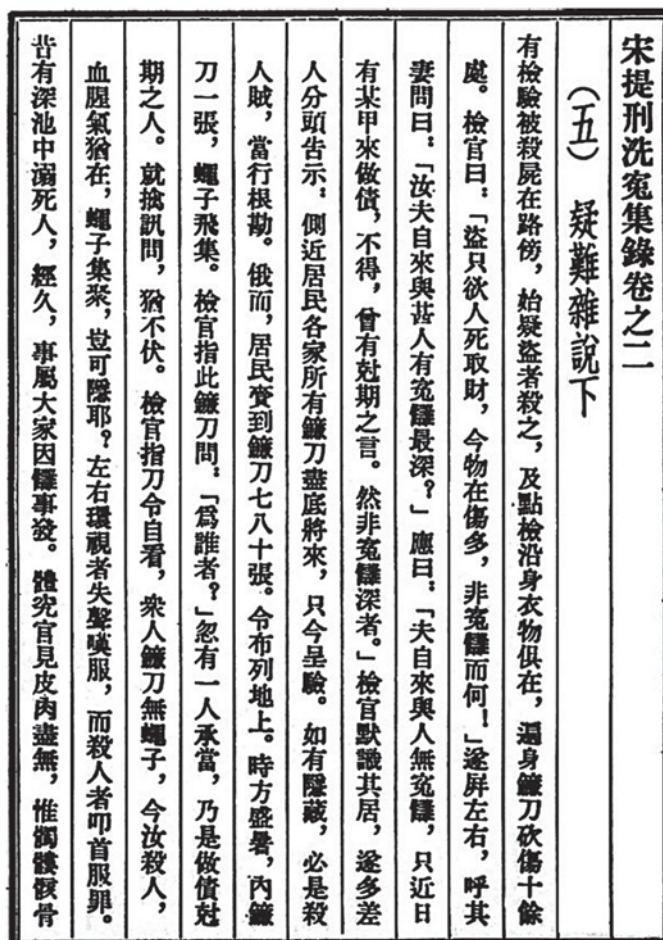 宋提刑洗冤集錄卷之二
(五) 疑難雜說下
有檢驗被殺屍在路傍,始疑盜者殺之,及點檢沿身衣物俱在,遍身鐮刀砍傷十餘
處。檢官曰:「盜只欲人死取財,今物在傷多,非冤讎而何!」遂屏左右,呼其
妻問曰:「汝夫自來與甚人有冤讎最深?」應曰:「夫自來與人無冤讎,只近日
有某甲來做債,不得,曾有尅期之言。然非冤讎深者。」檢官默識其居,遂多差
人分頭告示:側近居民各家所有鐮刀盡底將來,只今呈驗。如有隱藏,必是殺
人賊,當行根勘。俄而,居民賫到鐮刀七八十張。令布列地上。時方盛暑,內鐮
刀一張,蠅子飛集。檢官指此鐮刀問:「爲誰者?」忽有一人承當,乃是做債尅
期之人。就擒訊問,猶不伏。檢官指刀令自看,衆人鐮刀無蠅子,今汝殺人,
血腥氣猶在,蠅子集聚,豈可隱耶?左右環視者失聲嘆服,而殺人者叩首服罪。
昔有深池中溺死人,經久,事屬大家因讎事發。體究官見皮肉盡無,惟髑髏骸骨